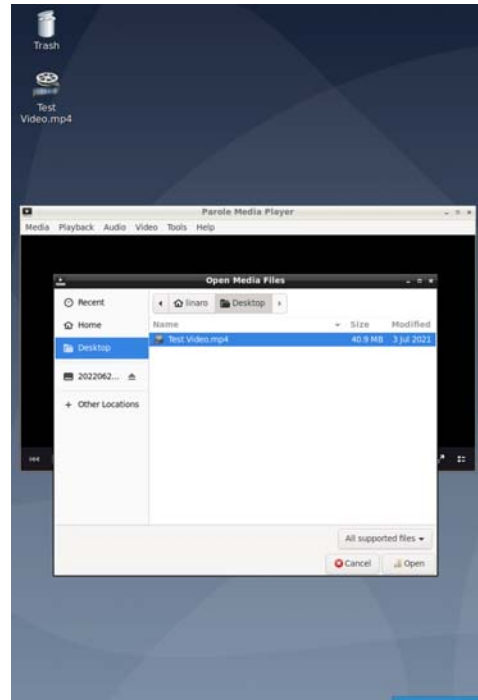 Trash
Test
Video.mp4
Parole Media Player
Media Playback Audio Video Tools Help
Open Media Files
Recent
linaro Desktop
Home
Name Size Modified
Test Video.mp4 40.9 MB 3 Jul 2021
Desktop
2022062...
+ Other Locations
All supported files
Cancel Open